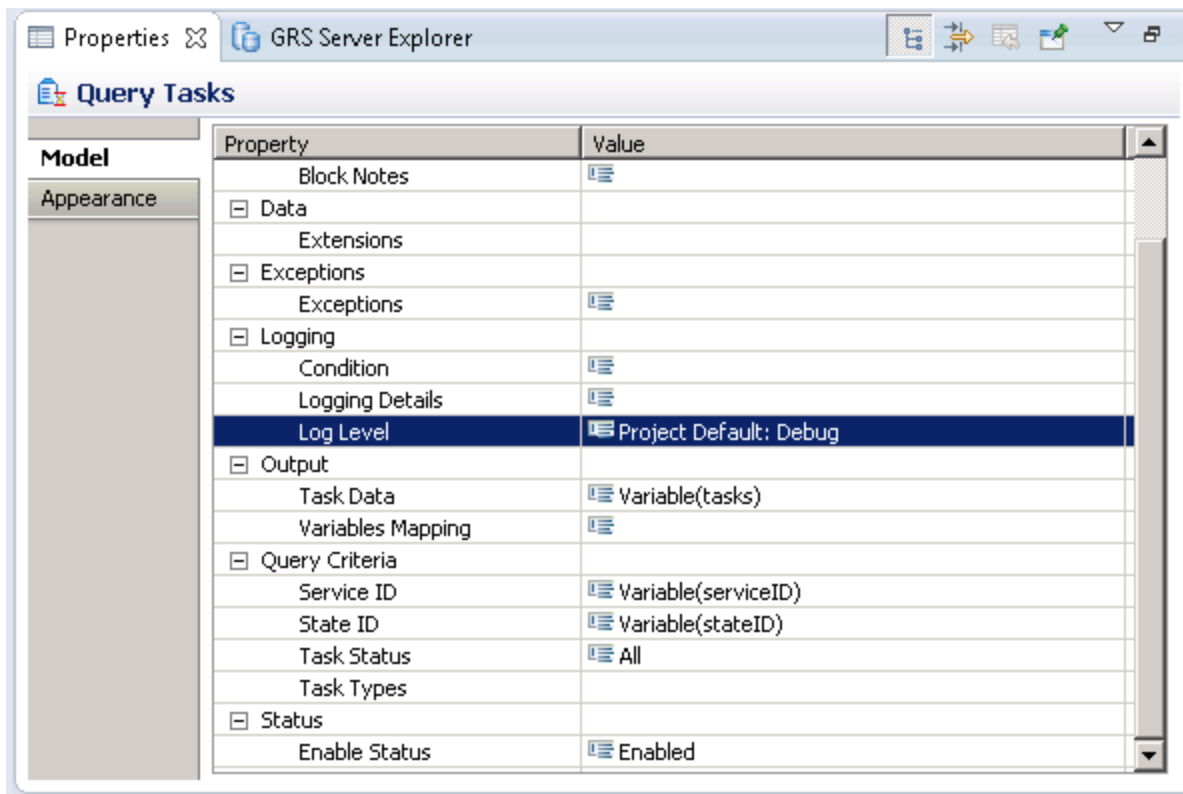 Properties GRS Server Explorer
Query Tasks
Model
Appearance
Property Value
Block Notes
Data
Extensions
Exceptions
Exceptions
Logging
Condition
Logging Details
Log Level Project Default: Debug
Output
Task Data Variable(tasks)
Variables Mapping
Query Criteria
Service ID Variable(serviceID)
State ID Variable(stateID)
Task Status All
Task Types
Status
Enable Status Enabled